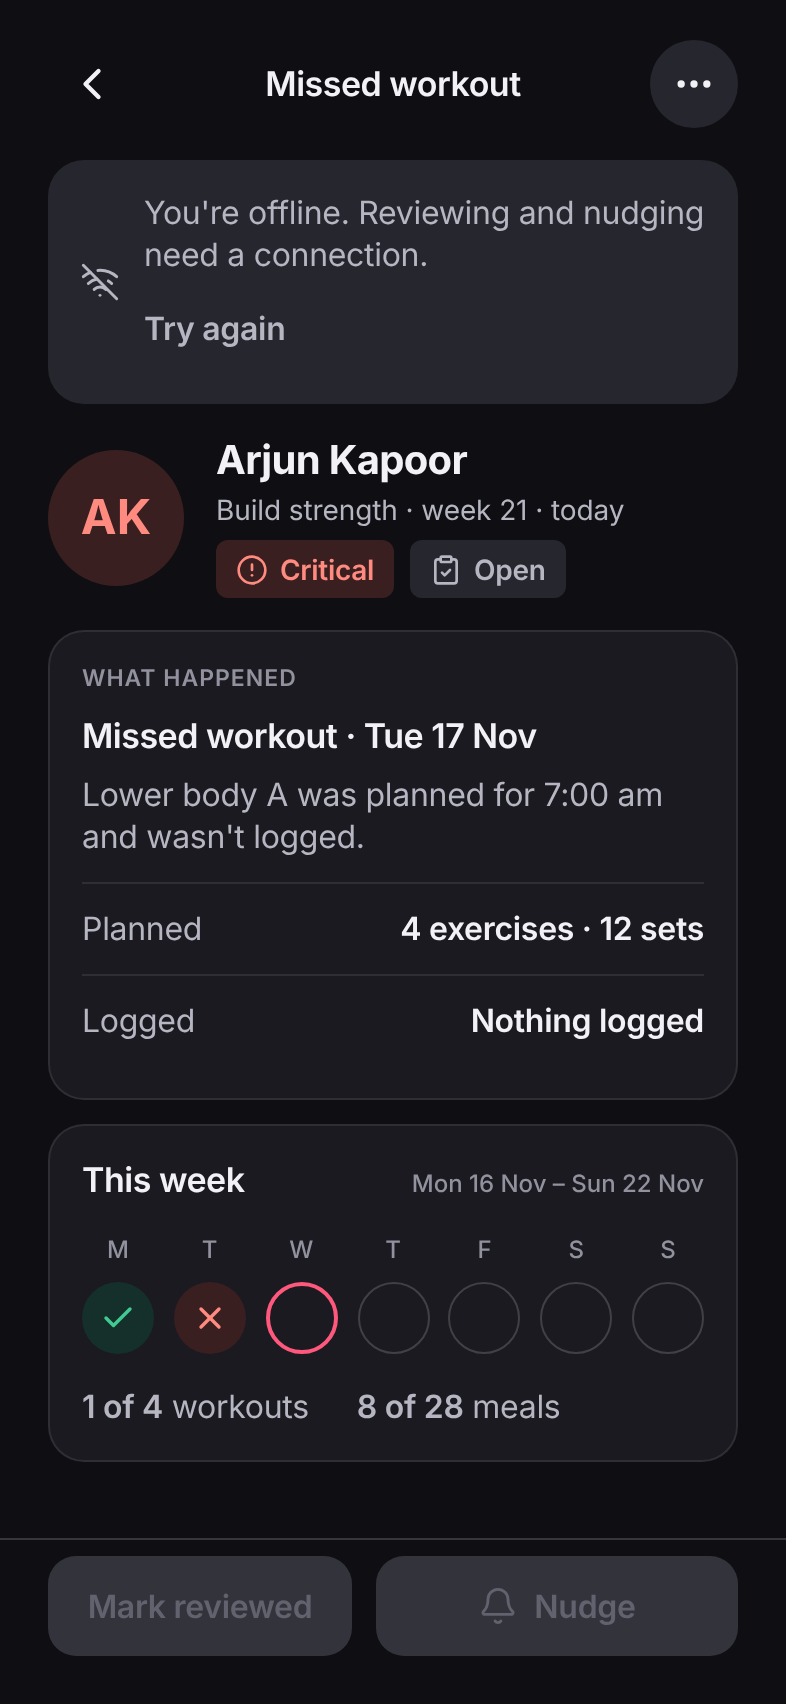 Missed workout
You're offline. Reviewing and nudging
need a connection.
Try again
AK
Arjun Kapoor
Build strength · week 21 · today
Critical
Open
WHAT HAPPENED
Missed workout · Tue 17 Nov
Lower body A was planned for 7:00 am
and wasn't logged.
Planned
4 exercises · 12 sets
Logged
Nothing logged
This week
Mon 16 Nov – Sun 22 Nov
M T W T F S S
1 of 4 workouts
8 of 28 meals
Mark reviewed
Nudge